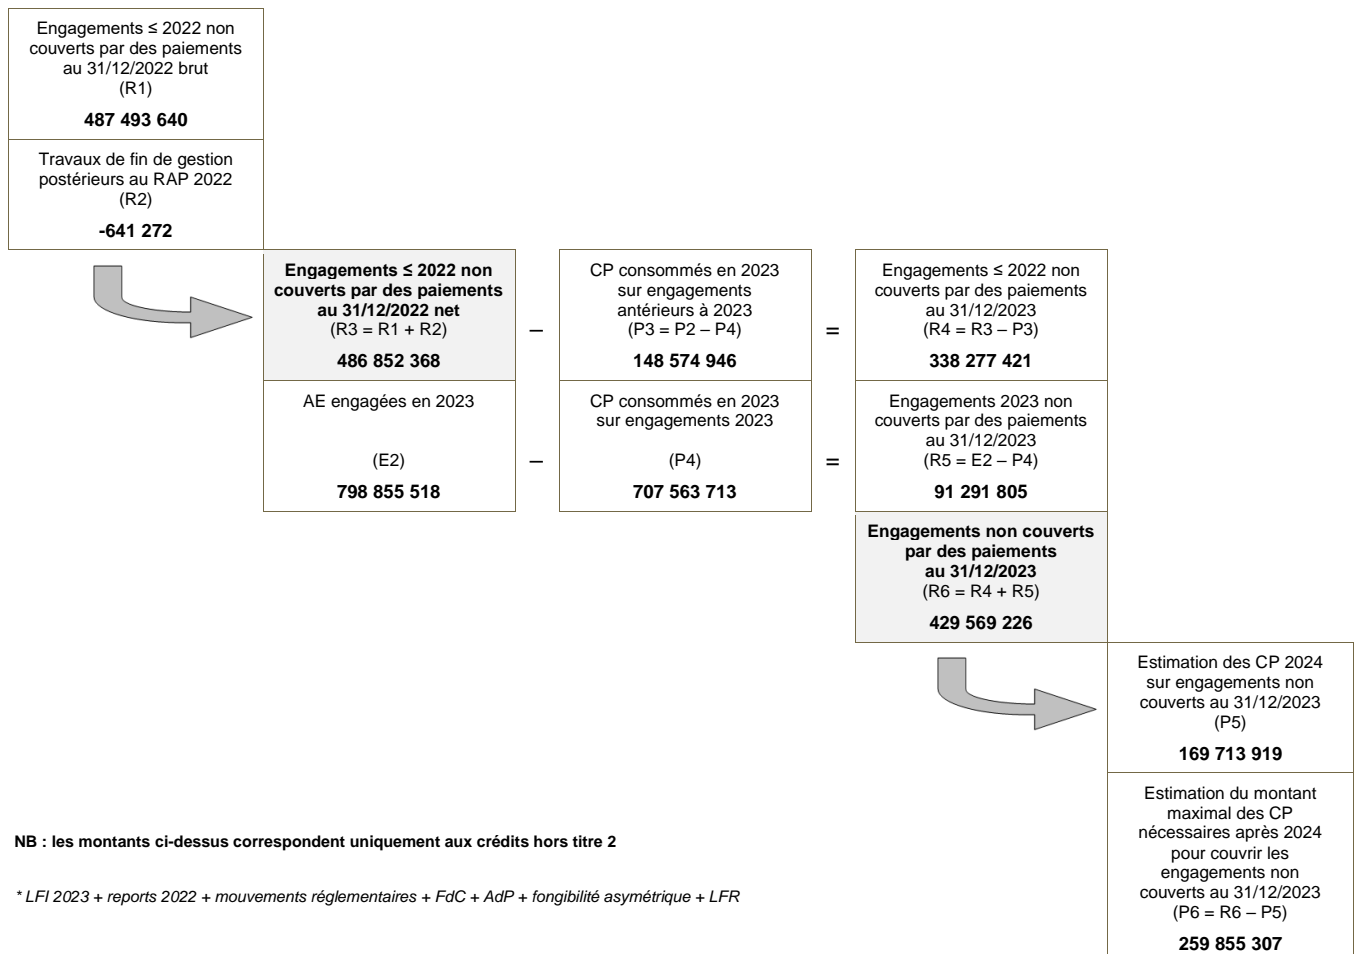 Engagements ≤ 2022 non
couverts par des paiements
au 31/12/2022 brut
(R1)
487 493 640
Travaux de fin de gestion
postérieurs au RAP 2022
(R2)
-641 272
Engagements ≤ 2022 non
couverts par des paiements
au 31/12/2022 net
(R3 = R1 + R2)
486 852 368
–
CP consommés en 2023
sur engagements
antérieurs à 2023
(P3 = P2 – P4)
148 574 946
=
Engagements ≤ 2022 non
couverts par des paiements
au 31/12/2023
(R4 = R3 – P3)
338 277 421
AE engagées en 2023
(E2)
798 855 518
–
CP consommés en 2023
sur engagements 2023
(P4)
707 563 713
=
Engagements 2023 non
couverts par des paiements
au 31/12/2023
(R5 = E2 – P4)
91 291 805
Engagements non couverts
par des paiements
au 31/12/2023
(R6 = R4 + R5)
429 569 226
Estimation des CP 2024
sur engagements non
couverts au 31/12/2023
(P5)
169 713 919
Estimation du montant
maximal des CP
nécessaires après 2024
pour couvrir les
engagements non
couverts au 31/12/2023
(P6 = R6 – P5)
259 855 307
NB : les montants ci-dessus correspondent uniquement aux crédits hors titre 2
* LFI 2023 + reports 2022 + mouvements réglementaires + FdC + AdP + fongibilité asymétrique + LFR